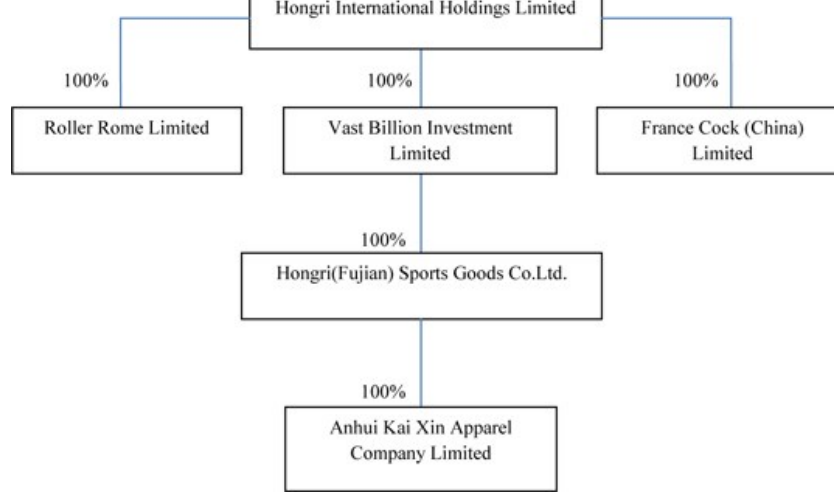 Hongri International Holdings Limited
100%
100%
100%
Roller Rome Limited
Vast Billion Investment
Limited
France Cock (China)
Limited
100%
Hongri(Fujian) Sports Goods Co.Ltd.
100%
Anhui Kai Xin Apparel
Company Limited